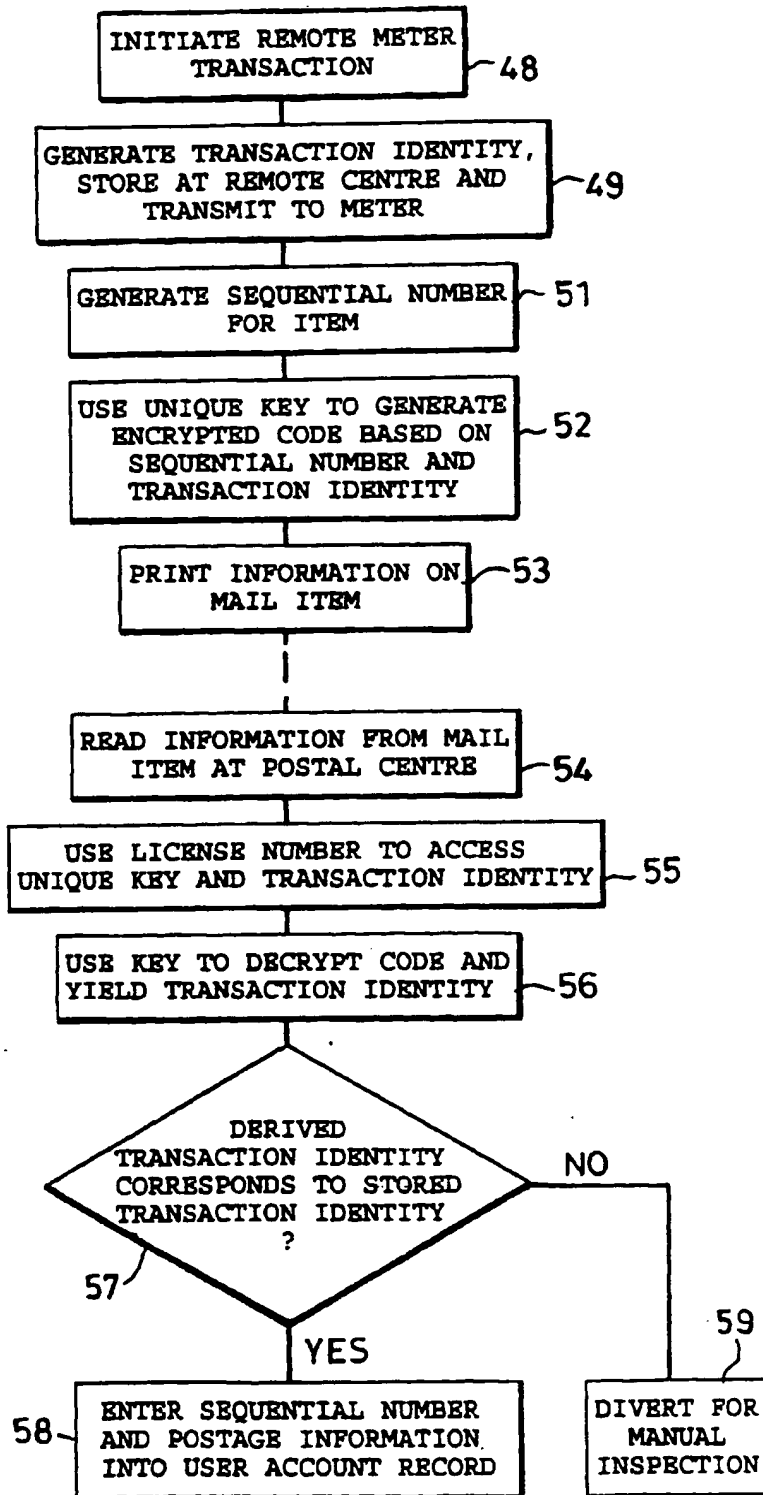 INITIATE REMOTE METER
TRANSACTION
48
GENERATE TRANSACTION IDENTITY,
STORE AT REMOTE CENTRE AND
TRANSMIT TO METER
49
GENERATE SEQUENTIAL NUMBER
FOR ITEM
51
USE UNIQUE KEY TO GENERATE
ENCRYPTED CODE BASED ON
SEQUENTIAL NUMBER AND
TRANSACTION IDENTITY
52
PRINT INFORMATION ON
MAIL ITEM
53
READ INFORMATION FROM MAIL
ITEM AT POSTAL CENTRE
54
USE LICENSE NUMBER TO ACCESS
UNIQUE KEY AND TRANSACTION IDENTITY
55
USE KEY TO DECRYPT CODE AND
YIELD TRANSACTION IDENTITY
56
DERIVED
TRANSACTION IDENTITY
CORRESPONDS TO STORED
TRANSACTION IDENTITY
?
57
NO
YES
58
ENTER SEQUENTIAL NUMBER
AND POSTAGE INFORMATION
INTO USER ACCOUNT RECORD
59
DIVERT FOR
MANUAL
INSPECTION